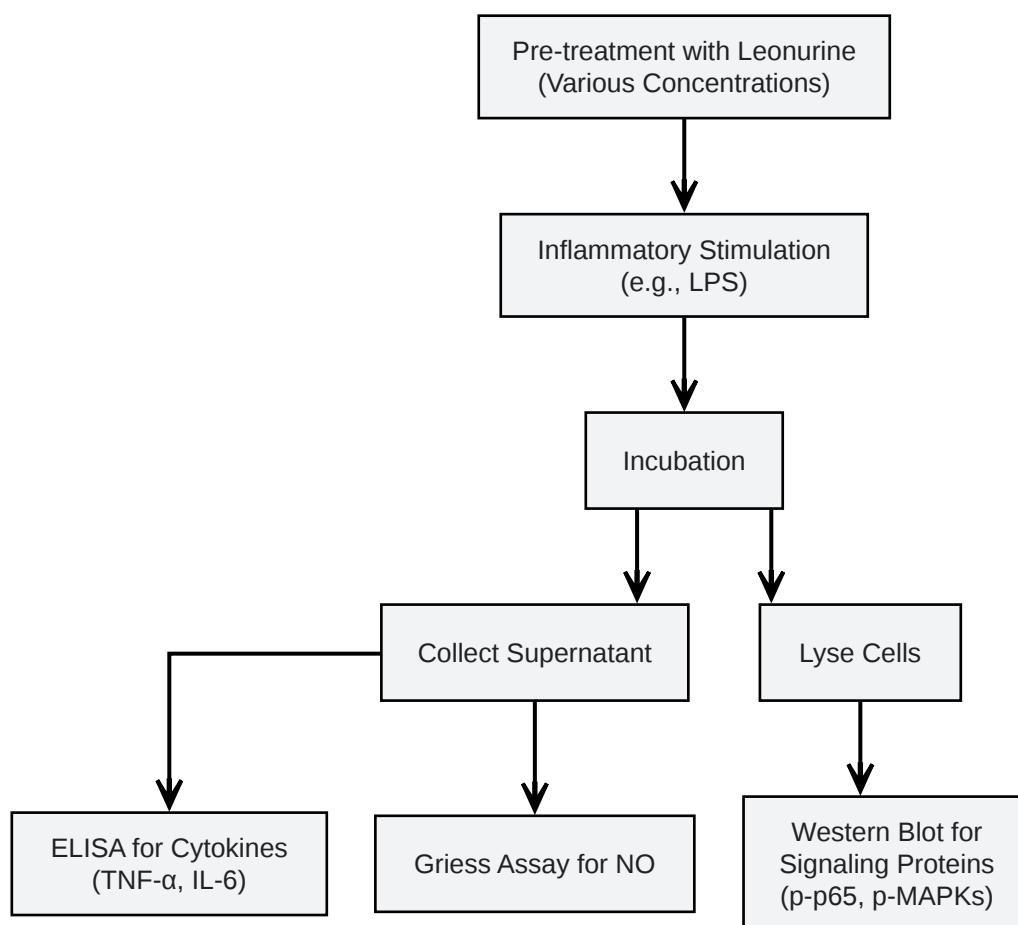 Pre-treatment with Leonurine
(Various Concentrations)
Inflammatory Stimulation
(e.g., LPS)
Incubation
Collect Supernatant
Lyse Cells
ELISA for Cytokines
(TNF-α, IL-6)
Griess Assay for NO
Western Blot for
Signaling Proteins
(p-p65, p-MAPKs)